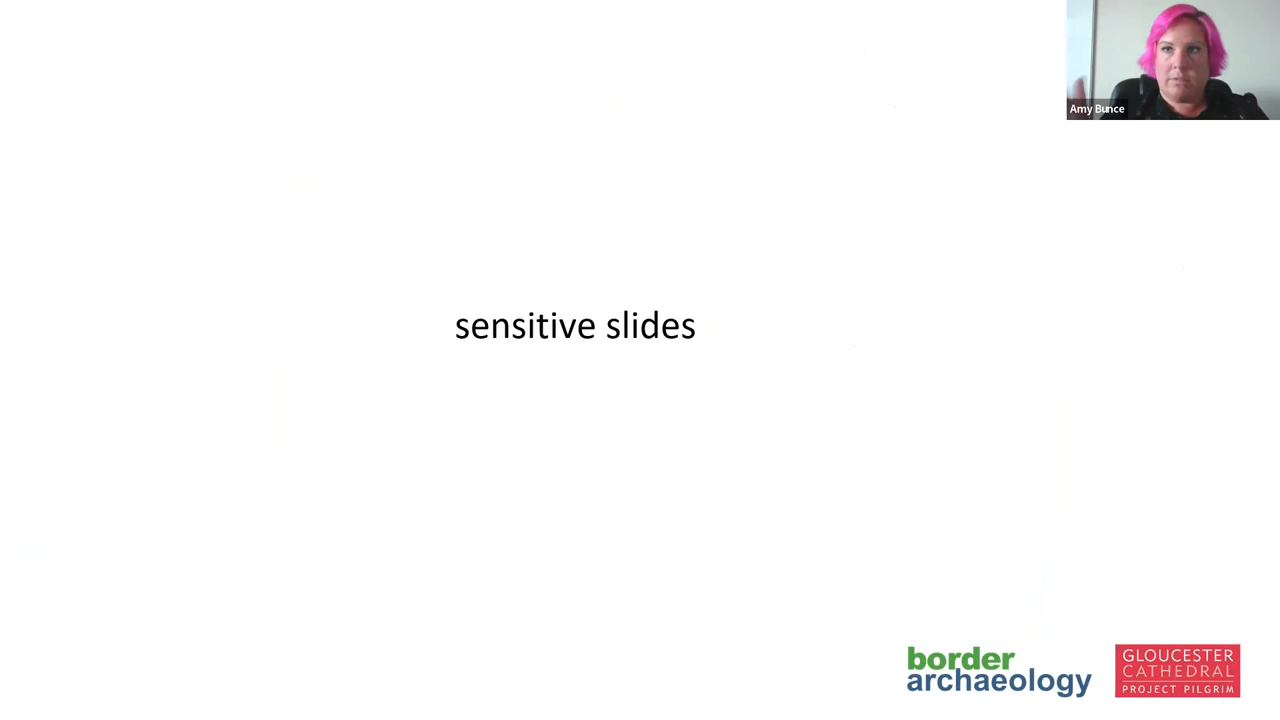 Amy Bunce
sensitive slides
border
archaeology
GLOUCESTER
CATHEDRAL
PROJECT PILGRIM